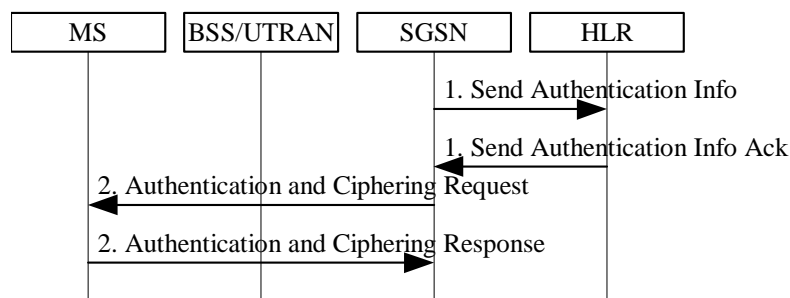 MS
BSS/UTRAN
SGSN
HLR
1. Send Authentication Info
1. Send Authentication Info Ack
2. Authentication and Ciphering Request
2. Authentication and Ciphering Response